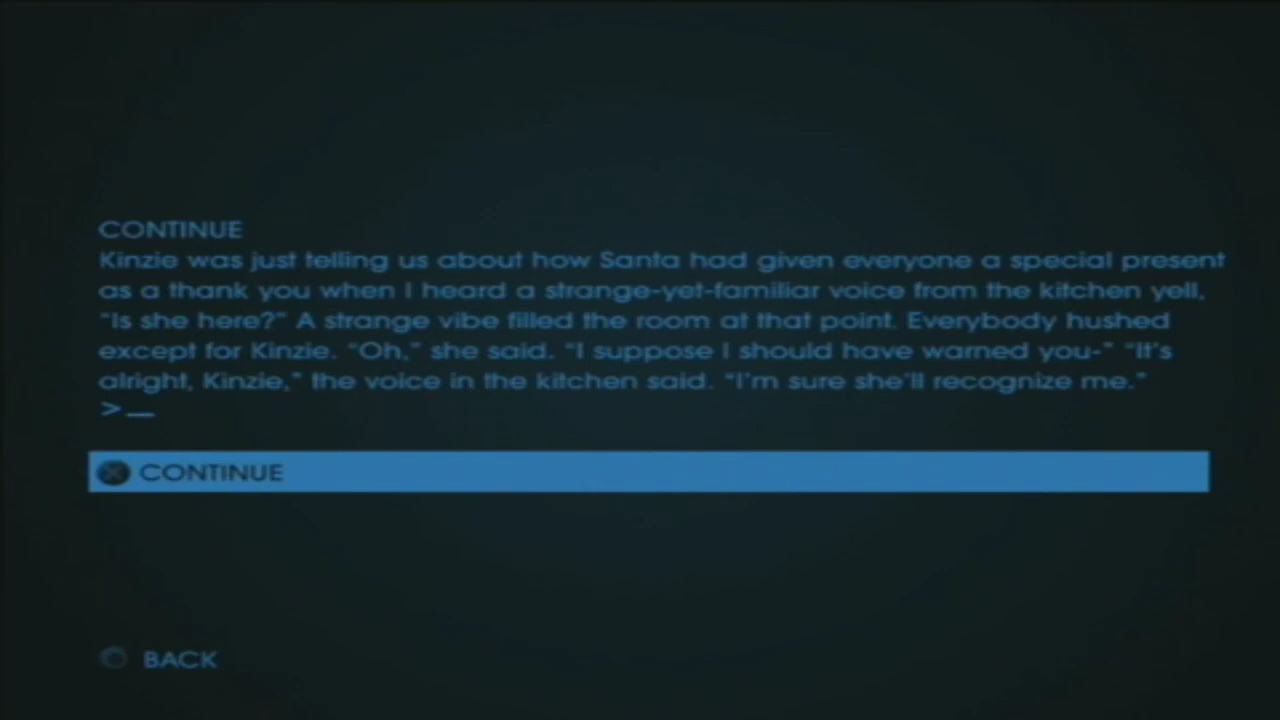 CONTINUE
Kinzie was just telling us about how Santa had given everyone a special present
as a thank you when I heard a strange-yet-familiar voice from the kitchen yell,
“Is she here?” A strange vibe filled the room at that point. Everybody hushed
except for Kinzie. “Oh,” she said. “I suppose I should have warned you-” “It’s
alright, Kinzie,” the voice in the kitchen said. “I’m sure she’ll recognize me.”
>_
CONTINUE
BACK